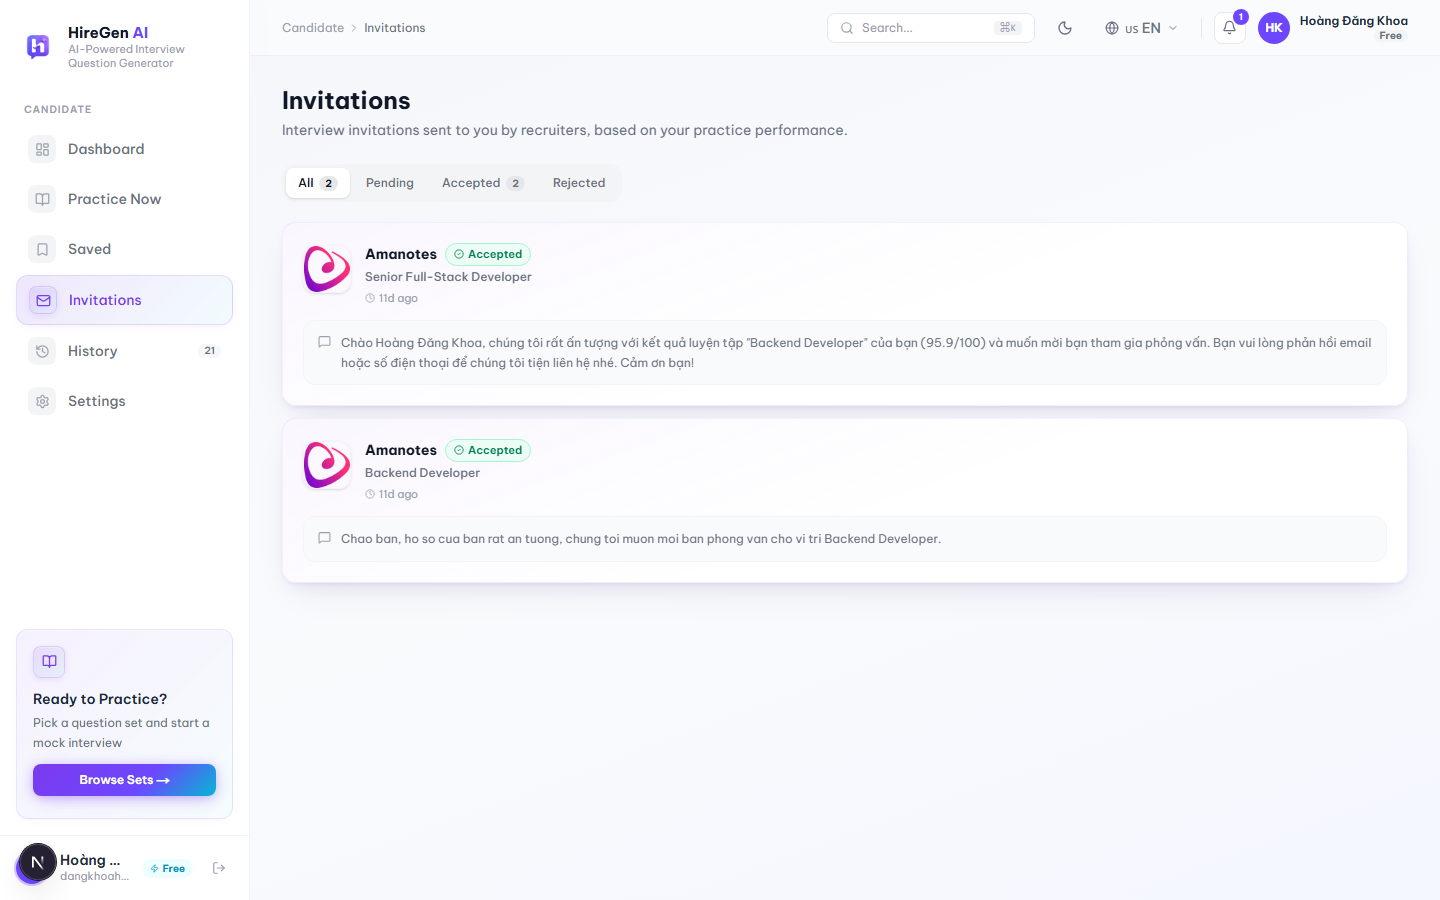 HireGen AI
AI-Powered Interview
Question Generator
CANDIDATE
Dashboard
Practice Now
Saved
Invitations
History 21
Settings
Ready to Practice?
Pick a question set and start a
mock interview
Browse Sets →
N
Hoàng ...
dangkhoah...
Free
Candidate > Invitations
Search...
⌘K
US EN
1
HK
Hoàng Đăng Khoa
Free
Invitations
Interview invitations sent to you by recruiters, based on your practice performance.
All 2 Pending Accepted 2 Rejected
Amanotes Accepted
Senior Full-Stack Developer
11d ago
Chào Hoàng Đăng Khoa, chúng tôi rất ấn tượng với kết quả luyện tập "Backend Developer" của bạn (95.9/100) và muốn mời bạn tham gia phỏng vấn. Bạn vui lòng phản hồi email
hoặc số điện thoại để chúng tôi tiện liên hệ nhé. Cảm ơn bạn!
Amanotes Accepted
Backend Developer
11d ago
Chao ban, ho so cua ban rat an tuong, chung toi muon moi ban phong van cho vi tri Backend Developer.